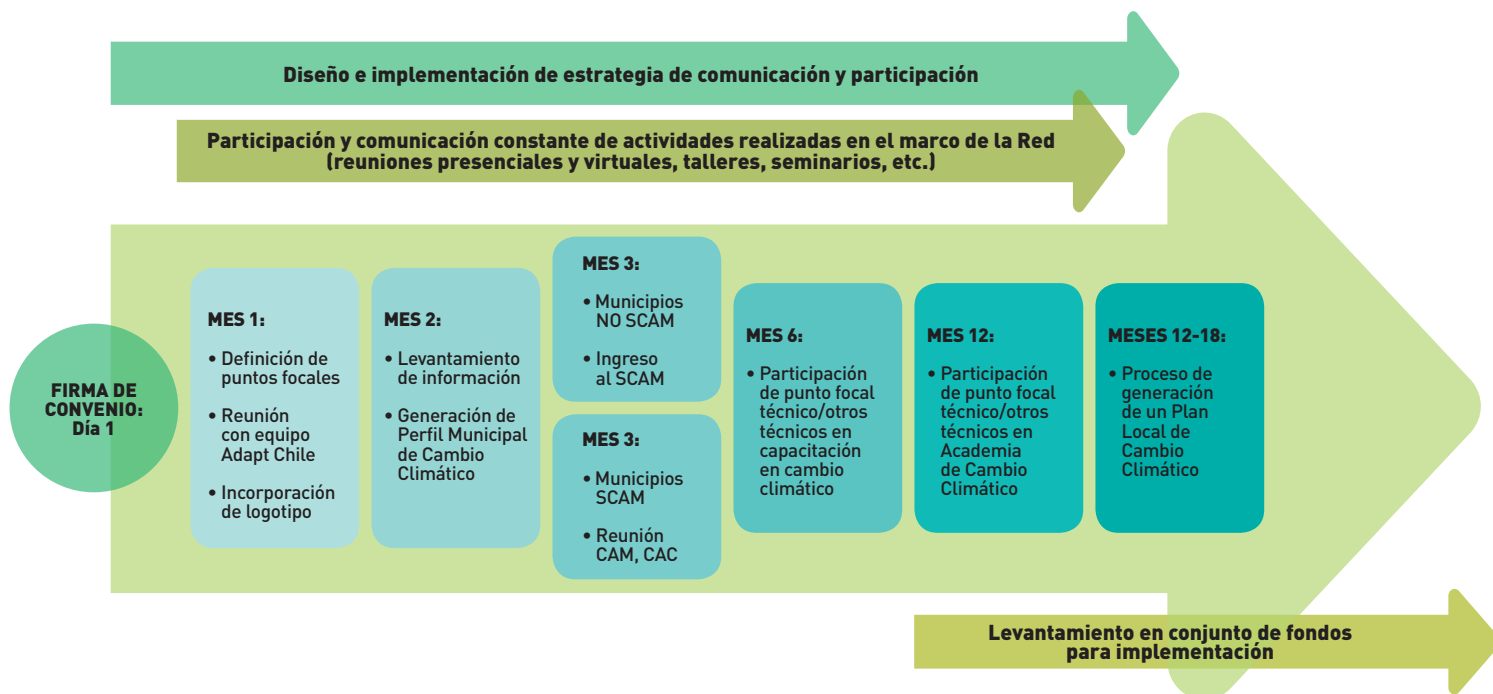 Diseño e implementación de estrategia de comunicación y participación
Participación y comunicación constante de actividades realizadas en el marco de la Red
(reuniones presenciales y virtuales, talleres, seminarios, etc.)
FIRMA DE
CONVENIO:
Día 1
MES 1:
• Definición de
puntos focales
• Reunión
con equipo
Adapt Chile
• Incorporación
de logotipo
MES 2:
• Levantamiento
de información
• Generación de
Perfil Municipal
de Cambio
Climático
MES 3:
• Municipios
NO SCAM
• Ingreso
al SCAM
MES 3:
• Municipios
SCAM
• Reunión
CAM, CAC
MES 6:
• Participación
de punto focal
técnico/otros
técnicos en
capacitación
en cambio
climático
MES 12:
• Participación
de punto focal
técnico/otros
técnicos en
Academia
de Cambio
Climático
MESES 12-18:
• Proceso de
generación
de un Plan
Local de
Cambio
Climático
Levantamiento en conjunto de fondos
para implementación